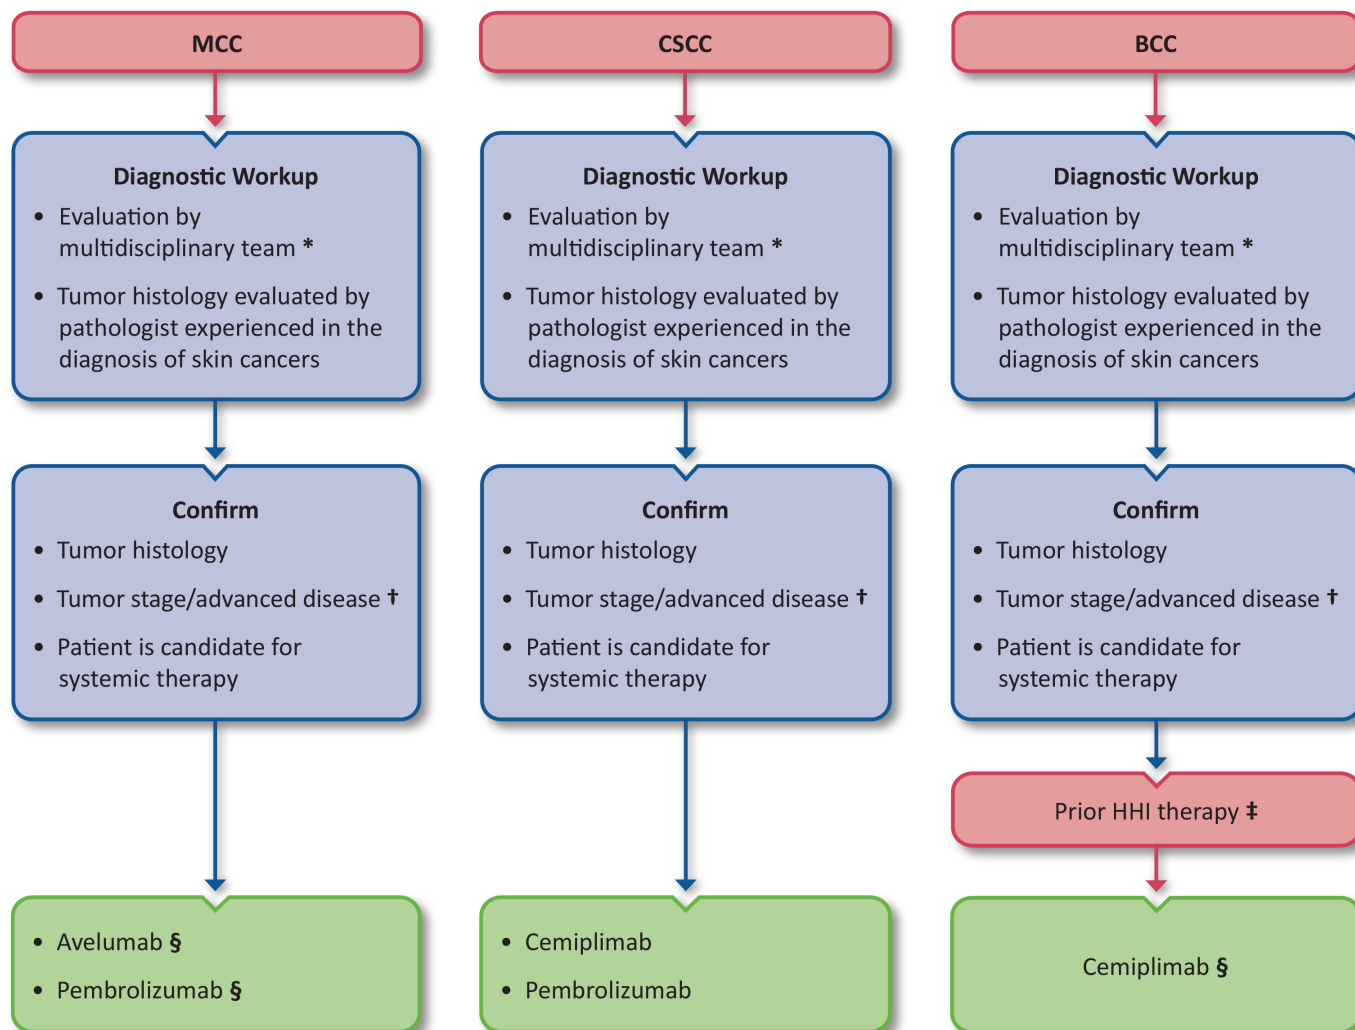 MCC
Diagnostic Workup
• Evaluation by
multidisciplinary team *
• Tumor histology evaluated by
pathologist experienced in the
diagnosis of skin cancers
Confirm
• Tumor histology
• Tumor stage/advanced disease †
• Patient is candidate for
systemic therapy
• Avelumab §
• Pembrolizumab §
CSCC
Diagnostic Workup
• Evaluation by
multidisciplinary team *
• Tumor histology evaluated by
pathologist experienced in the
diagnosis of skin cancers
Confirm
• Tumor histology
• Tumor stage/advanced disease †
• Patient is candidate for
systemic therapy
• Cemiplimab
• Pembrolizumab
BCC
Diagnostic Workup
• Evaluation by
multidisciplinary team *
• Tumor histology evaluated by
pathologist experienced in the
diagnosis of skin cancers
Confirm
• Tumor histology
• Tumor stage/advanced disease †
• Patient is candidate for
systemic therapy
Prior HHI therapy ‡
Cemiplimab §